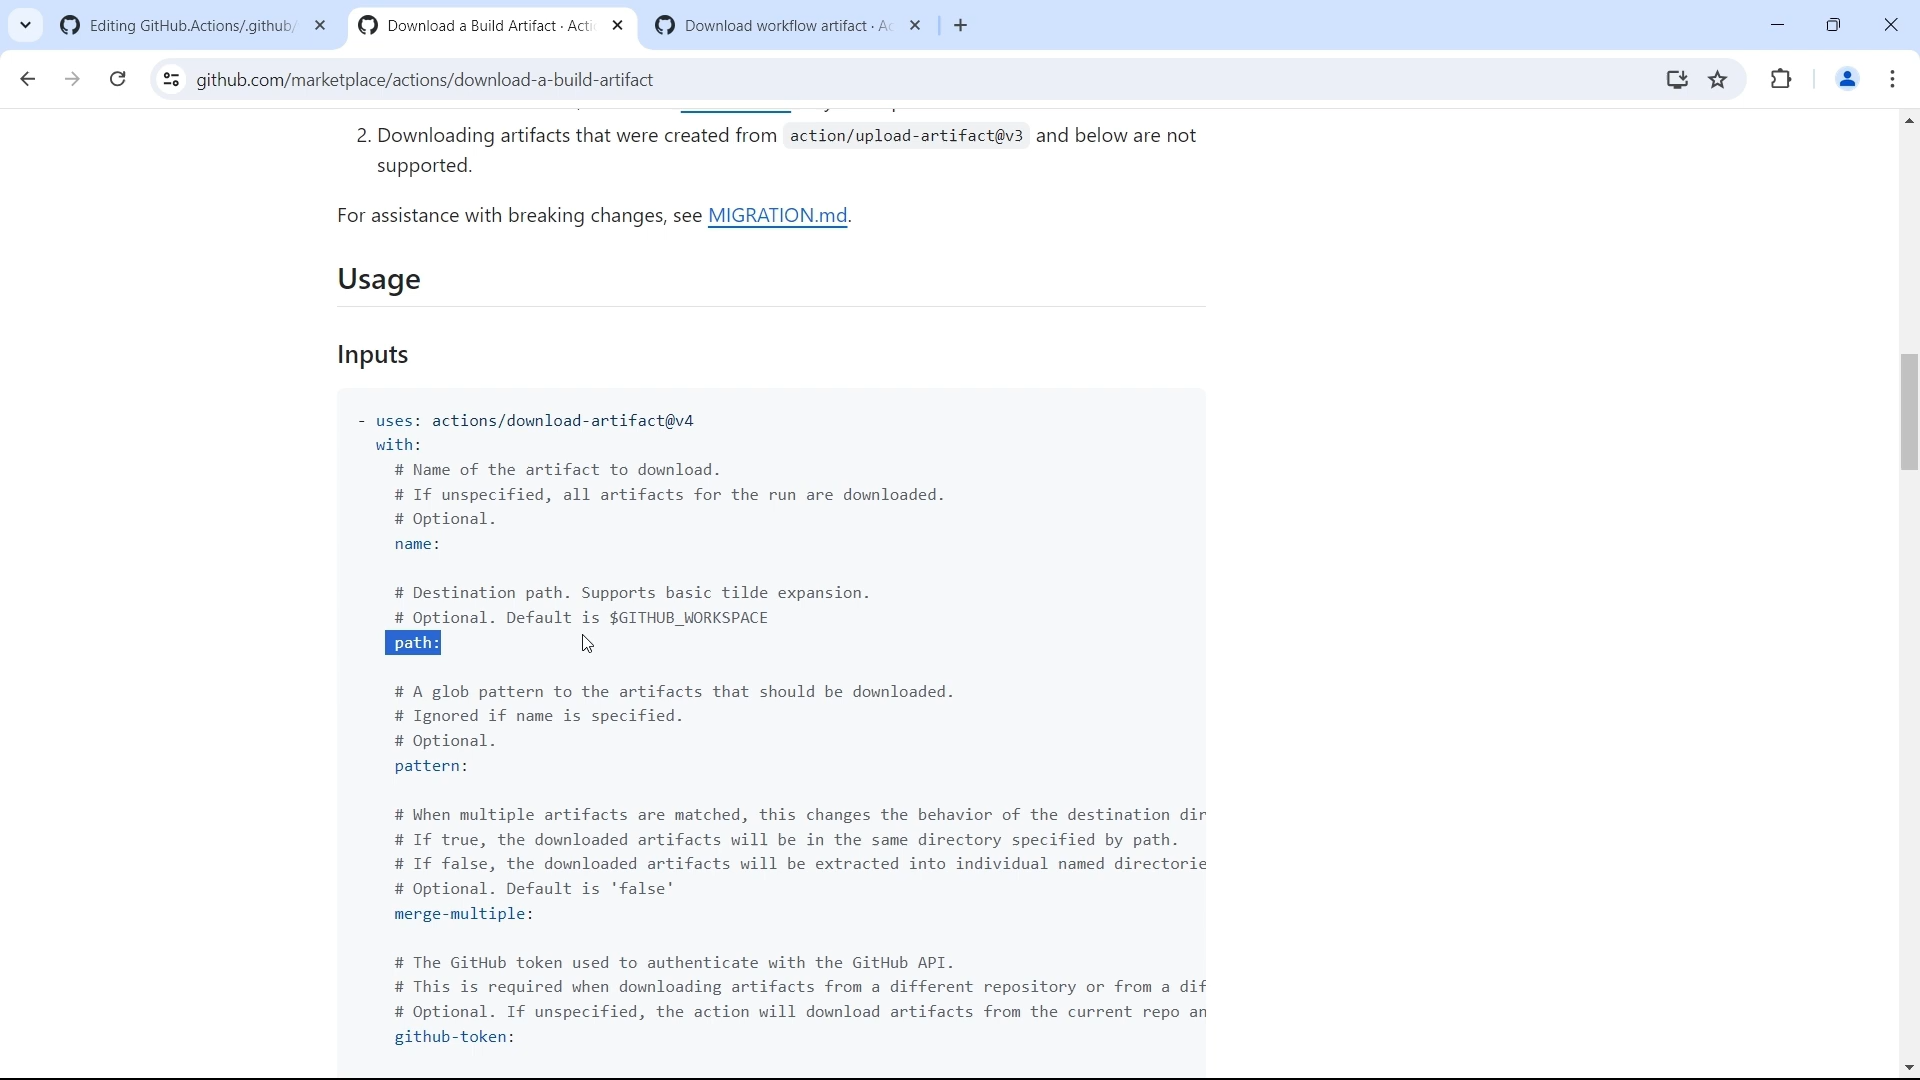 Editing GitHub.Actions/.github/
Download a Build Artifact · Acti
Download workflow artifact · Ac
github.com/marketplace/actions/download-a-build-artifact
2. Downloading artifacts that were created from action/upload-artifact@v3 and below are not
supported.
For assistance with breaking changes, see MIGRATION.md.
Usage
Inputs
- uses: actions/download-artifact@v4
with:
# Name of the artifact to download.
# If unspecified, all artifacts for the run are downloaded.
# Optional.
name:
# Destination path. Supports basic tilde expansion.
# Optional. Default is $GITHUB_WORKSPACE
path:
# A glob pattern to the artifacts that should be downloaded.
# Ignored if name is specified.
# Optional.
pattern:
# When multiple artifacts are matched, this changes the behavior of the destination dir
# If true, the downloaded artifacts will be in the same directory specified by path.
# If false, the downloaded artifacts will be extracted into individual named directorie
# Optional. Default is 'false'
merge-multiple:
# The GitHub token used to authenticate with the GitHub API.
# This is required when downloading artifacts from a different repository or from a dif
# Optional. If unspecified, the action will download artifacts from the current repo an
github-token: